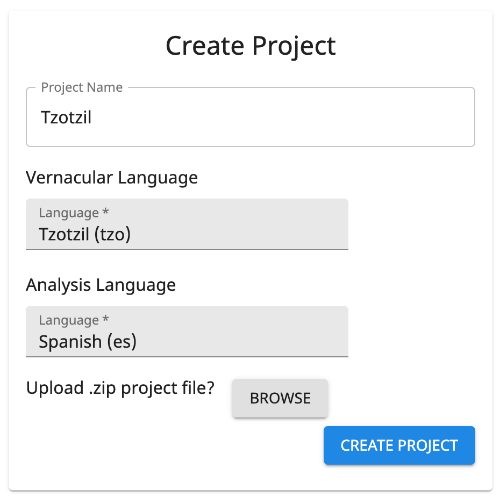 Create Project
Project Name
Tzotzil
Vernacular Language
Language *
Tzotzil (tzo)
Analysis Language
Language *
Spanish (es)
Upload .zip project file? BROWSE
CREATE PROJECT